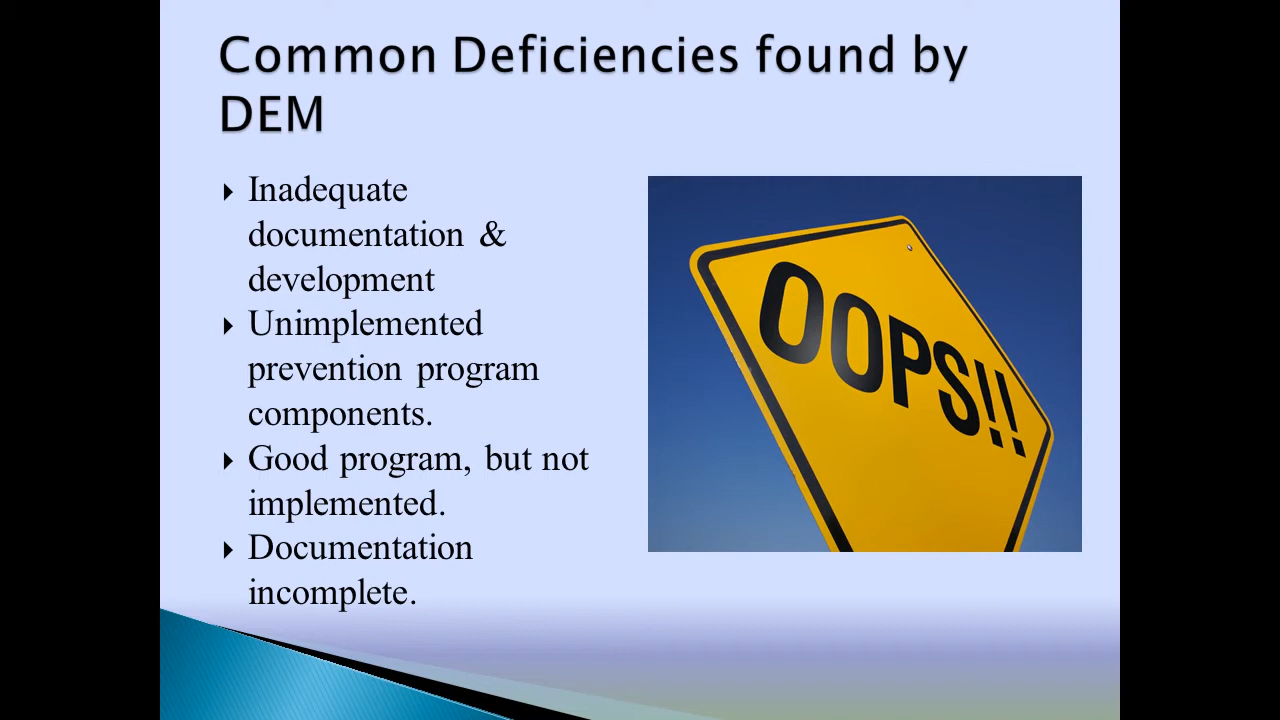 Common Deficiencies found by
DEM
Inadequate
documentation &
development
Unimplemented
prevention program
components.
Good program, but not
implemented.
Documentation
incomplete.
OOPS!!